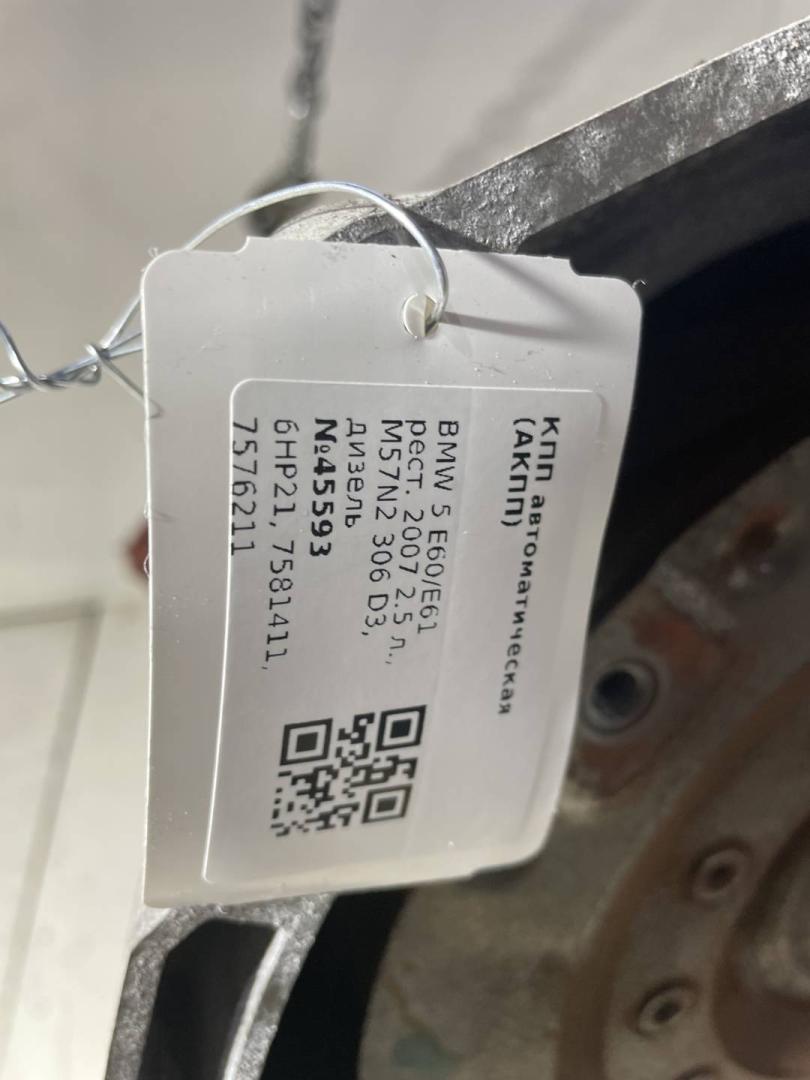 КПП автоматическая
(АКПП)
BMW 5 E60/E61
рест. 2007 2.5 л.,
M57N2 306 D3,
дизель
№45593
6HP21, 7581411,
7576211